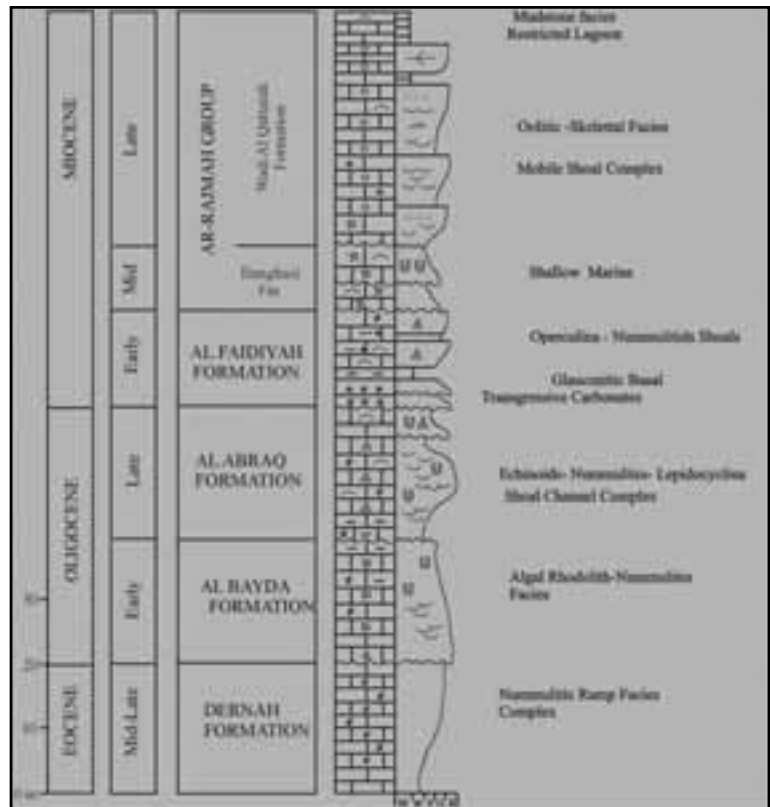 MIOCENE
Late
Mid
Early
OLIGOCENE
Late
Early
EOCENE
Mid-Late
AR-RAJMAH GROUP
Wadi Al Qattarah
Formation
Benghazi
Fm
AL FAIDIYAH
FORMATION
AL ABRAQ
FORMATION
AL BAYDA
FORMATION
DERNAH
FORMATION
Mudstone facies
Restricted Lagoon
Oolitic -Skeletal Facies
Mobile Shoal Complex
Shallow Marine
Operculina - Nummulitids Shoals
Glauconitic Basal
Transgressive Carbonates
Echinoids- Nummulites- Lepidocyclina
Shoal Channel Complex
Algal Rhodolith-Nummulites
Facies
Nummulitic Ramp Facies
Complex